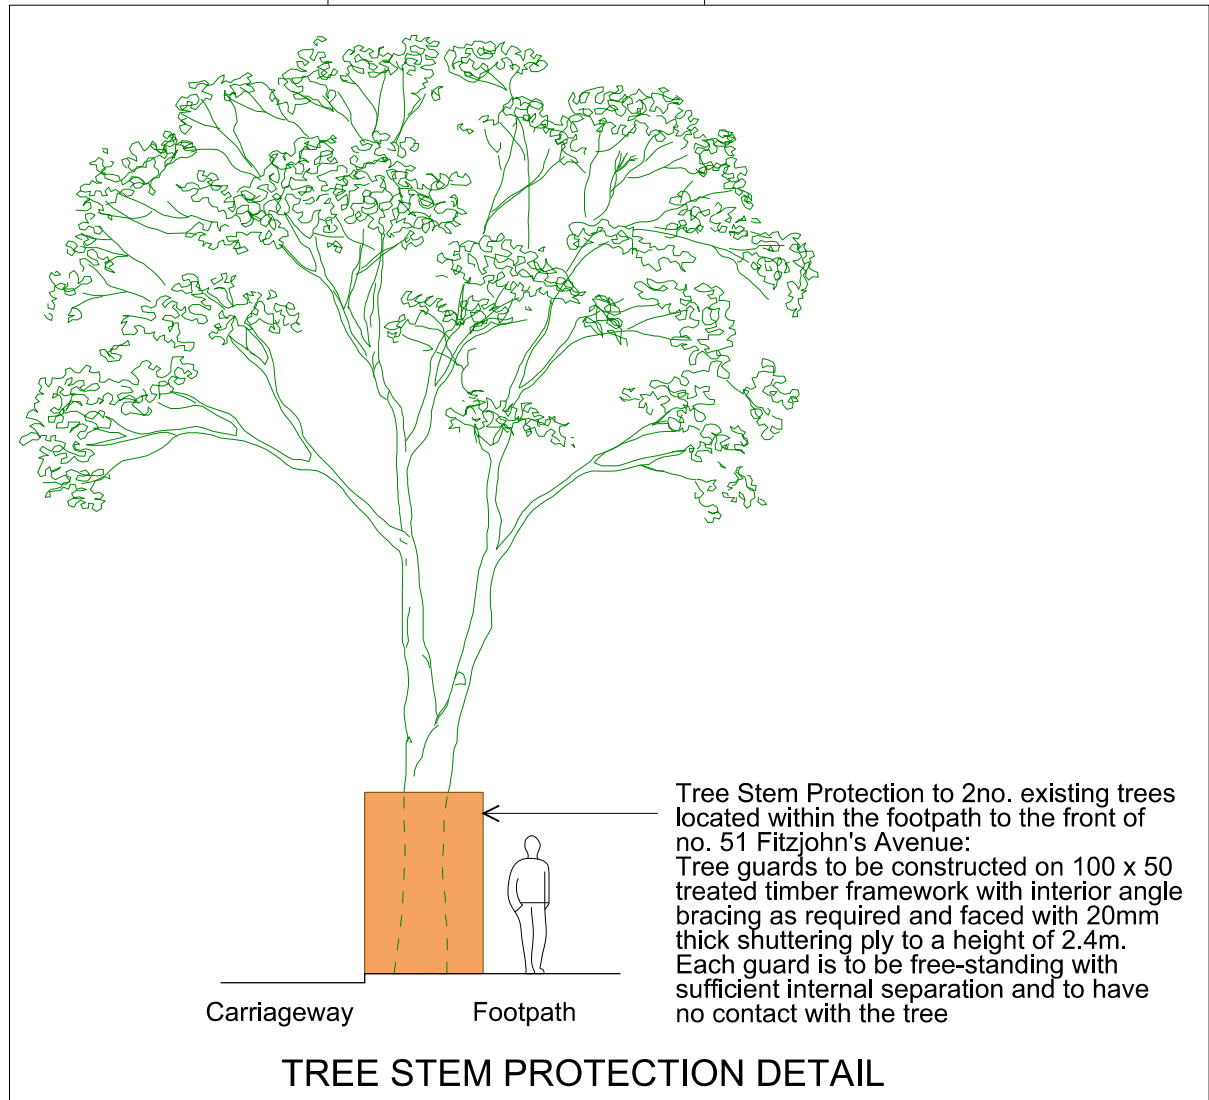 Tree Stem Protection to 2no. existing trees
located within the footpath to the front of
no. 51 Fitzjohn's Avenue:
Tree guards to be constructed on 100 x 50
treated timber framework with interior angle
bracing as required and faced with 20mm
thick shuttering ply to a height of 2.4m.
Each guard is to be free-standing with
sufficient internal separation and to have
no contact with the tree
Carriageway
Footpath
TREE STEM PROTECTION DETAIL